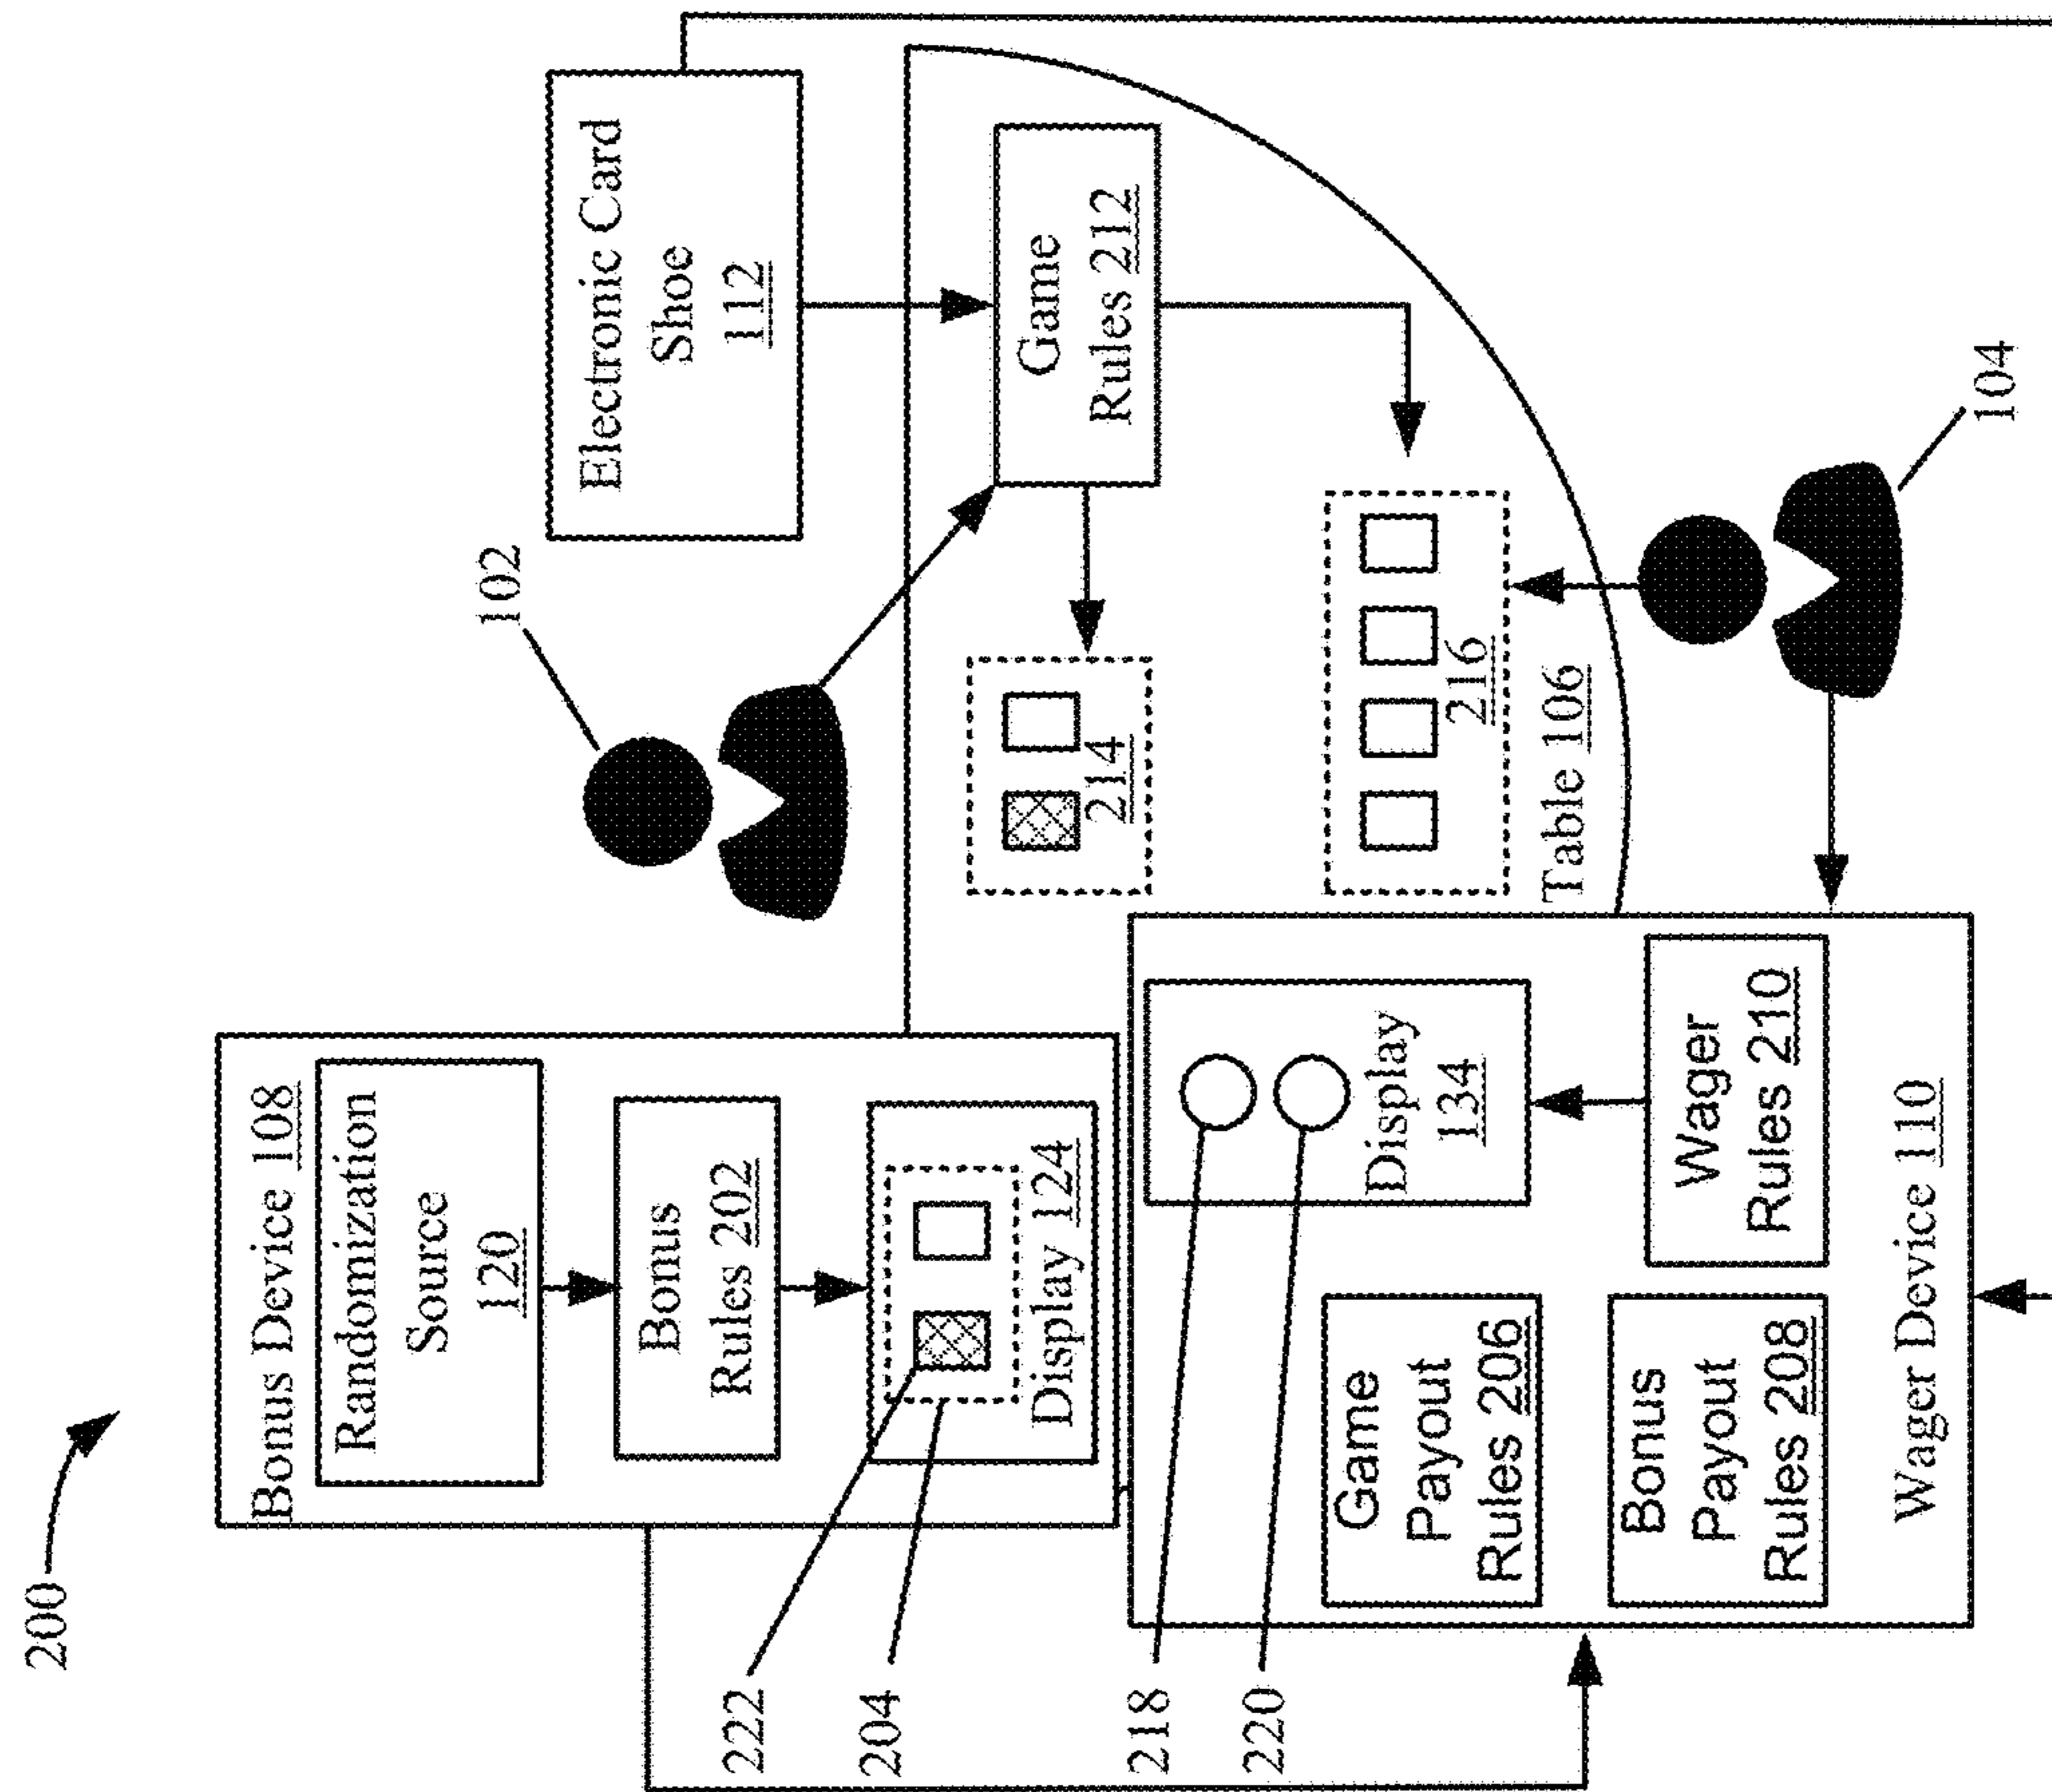 200
Bonus Device 108
Randomization
Source
120
Bonus
Rules 202
Display 124
222
204
218
220
102
Electronic Card
Shoe
112
Game
Rules 212
214
216
Table 106
104
Display
134
Game
Payout
Rules 206
Bonus
Payout
Rules 208
Wager
Rules 210
Wager Device 110